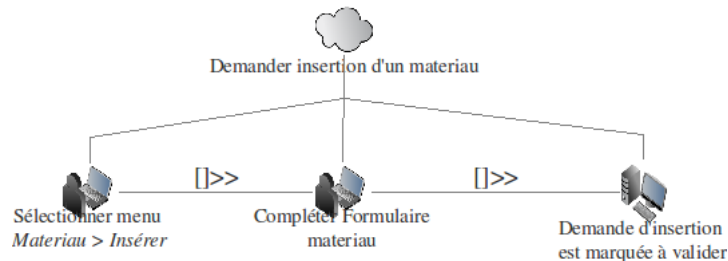 Demander insertion d'un materiau
[]>>
[]>>
Sélectionner menu
Materiau > Insérer
Compléter Formulaire
materiau
Demande d'insertion
est marquée à valider